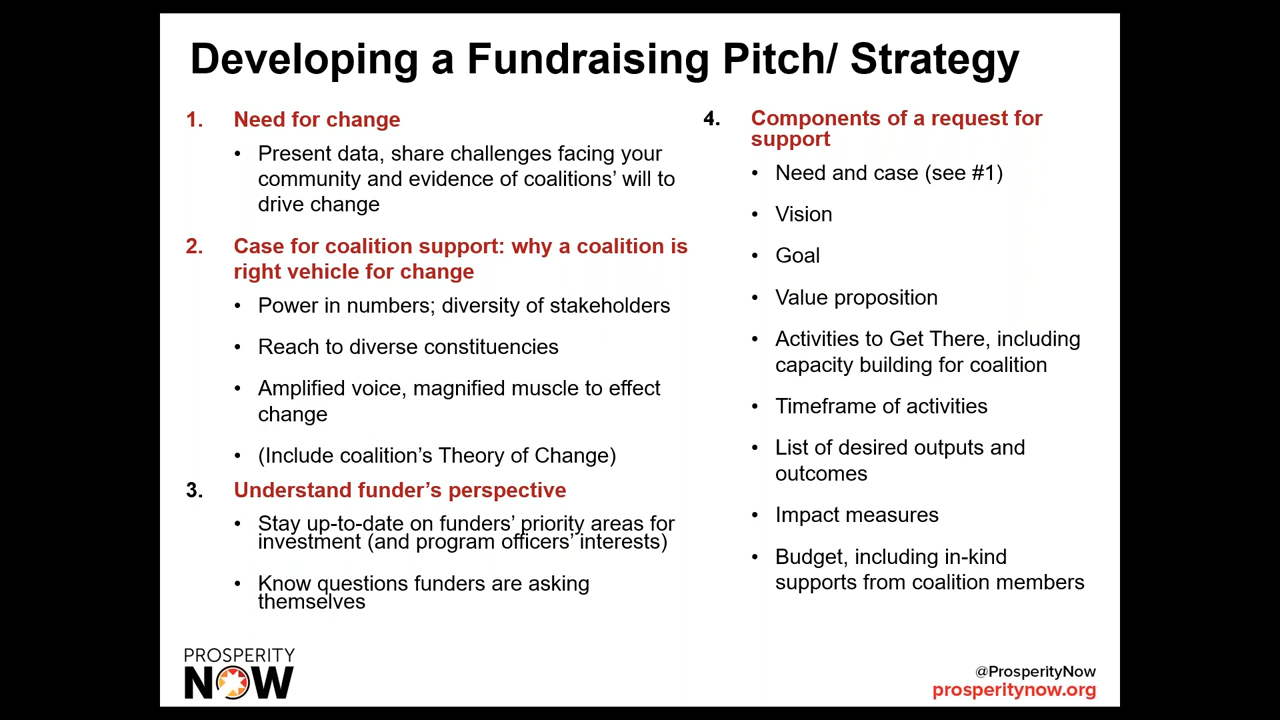 Developing a Fundraising Pitch/ Strategy
1. Need for change
• Present data, share challenges facing your
community and evidence of coalitions’ will to
drive change
2. Case for coalition support: why a coalition is
right vehicle for change
• Power in numbers; diversity of stakeholders
• Reach to diverse constituencies
• Amplified voice, magnified muscle to effect
change
• (Include coalition’s Theory of Change)
3. Understand funder’s perspective
• Stay up-to-date on funders’ priority areas for
investment (and program officers’ interests)
• Know questions funders are asking
themselves
4. Components of a request for
support
• Need and case (see #1)
• Vision
• Goal
• Value proposition
• Activities to Get There, including
capacity building for coalition
• Timeframe of activities
• List of desired outputs and
outcomes
• Impact measures
• Budget, including in-kind
supports from coalition members
PROSPERITY
NOW
@ProsperityNow
prosperitynow.org